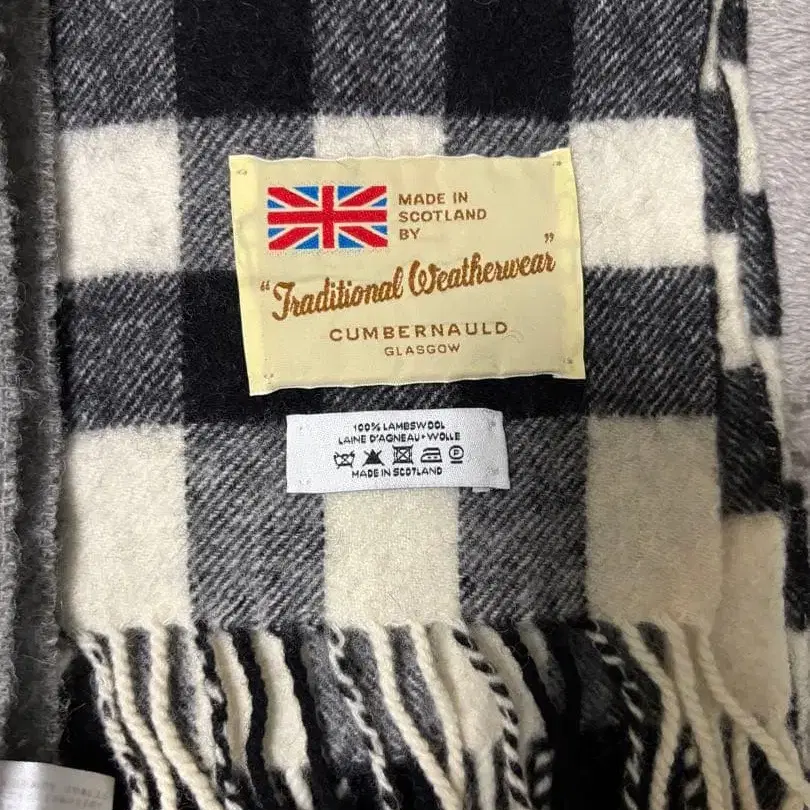 MADE IN
SCOTLAND
BY
"Traditional Weatherwear"
CUMBERNAULD
GLASGOW
100% LAMBSWOOL
LAINE D'AGNEAU • WOLLE
MADE IN SCOTLAND